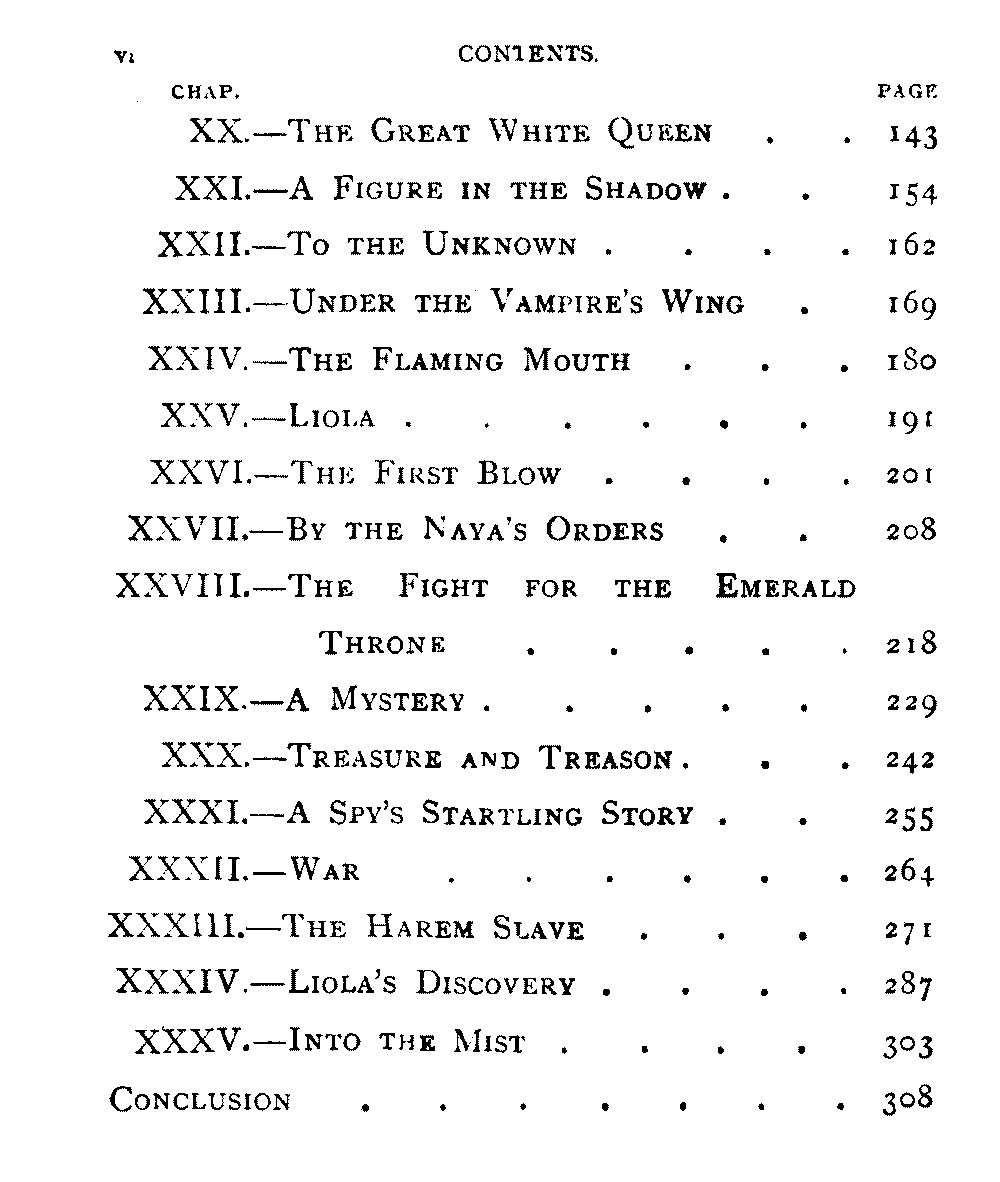 vi CONTENTS.
CHAP. PAGE
XX.—The Great White Queen . . 143
XXI.—A Figure in the Shadow . . 154
XXII.—To the Unknown . . . . 162
XXIII.—Under the Vampire's Wing . 169
XXIV.—The Flaming Mouth . . . 180
XXV.—Liola . . . . . . 191
XXVI.—The First Blow . . . . 201
XXVII.—By the Naya's Orders . . 208
XXVIII.—The Fight for the Emerald
Throne . . . . . 218
XXIX.—A Mystery . . . . . 229
XXX.—Treasure and Treason . . . 242
XXXI.—A Spy's Startling Story . . 255
XXXII.—War . . . . . . 264
XXXIII.—The Harem Slave . . . 271
XXXIV.—Liola's Discovery . . . . 287
XXXV.—Into the Mist . . . . 303
Conclusion . . . . . . . 308